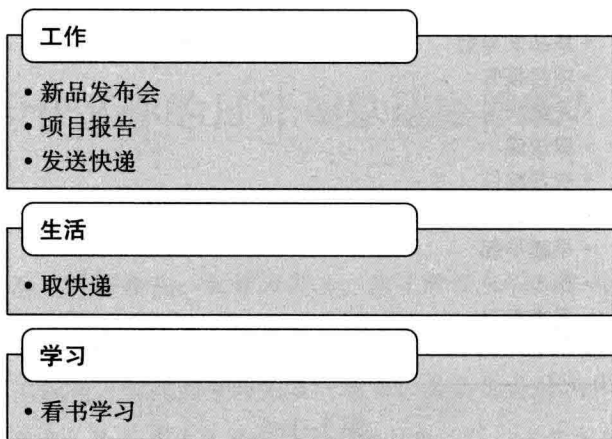 工作
• 新品发布会
• 项目报告
• 发送快递
生活
• 取快递
学习
• 看书学习